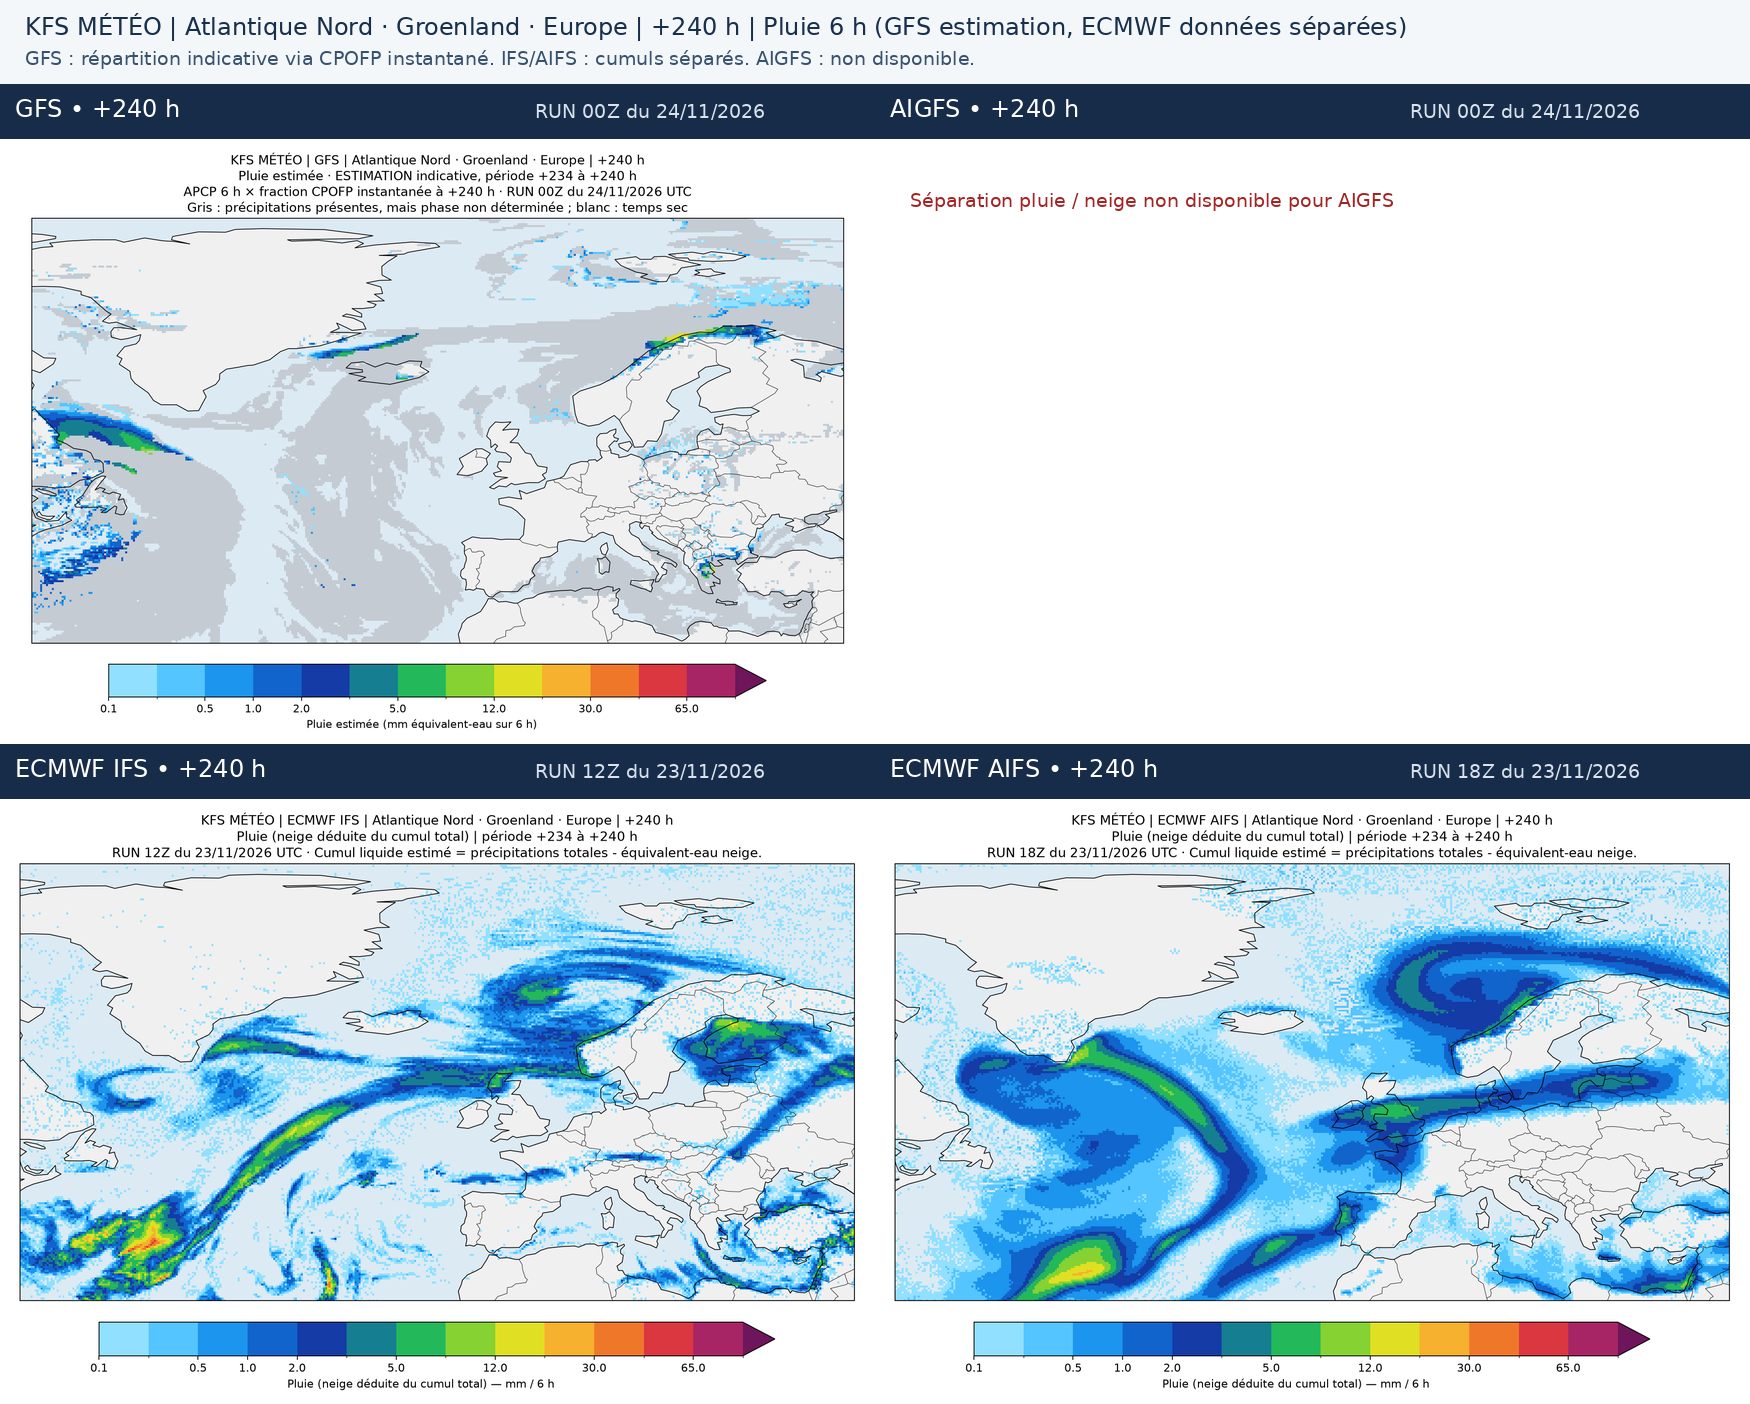 KFS MÉTÉO | Atlantique Nord · Groenland · Europe | +240 h | Pluie 6 h (GFS estimation, ECMWF données séparées)
GFS : répartition indicative via CPOFP instantané. IFS/AIFS : cumuls séparés. AIGFS : non disponible.
GFS • +240 h RUN 00Z du 24/11/2026
AIGFS • +240 h RUN 00Z du 24/11/2026
KFS MÉTÉO | GFS | Atlantique Nord · Groenland · Europe | +240 h
Pluie estimée · ESTIMATION indicative, période +234 à +240 h
APCP 6 h × fraction CPOFP instantanée à +240 h · RUN 00Z du 24/11/2026 UTC
Gris : précipitations présentes, mais phase non déterminée ; blanc : temps sec
Séparation pluie / neige non disponible pour AIGFS
0.1 0.5 1.0 2.0 5.0 12.0 30.0 65.0
Pluie estimée (mm équivalent-eau sur 6 h)
ECMWF IFS • +240 h RUN 12Z du 23/11/2026
ECMWF AIFS • +240 h RUN 18Z du 23/11/2026
KFS MÉTÉO | ECMWF IFS | Atlantique Nord · Groenland · Europe | +240 h
Pluie (neige déduite du cumul total) | période +234 à +240 h
RUN 12Z du 23/11/2026 UTC · Cumul liquide estimé = précipitations totales - équivalent-eau neige.
0.1 0.5 1.0 2.0 5.0 12.0 30.0 65.0
Pluie (neige déduite du cumul total) — mm / 6 h
KFS MÉTÉO | ECMWF AIFS | Atlantique Nord · Groenland · Europe | +240 h
Pluie (neige déduite du cumul total) | période +234 à +240 h
RUN 18Z du 23/11/2026 UTC · Cumul liquide estimé = précipitations totales - équivalent-eau neige.
0.1 0.5 1.0 2.0 5.0 12.0 30.0 65.0
Pluie (neige déduite du cumul total) — mm / 6 h